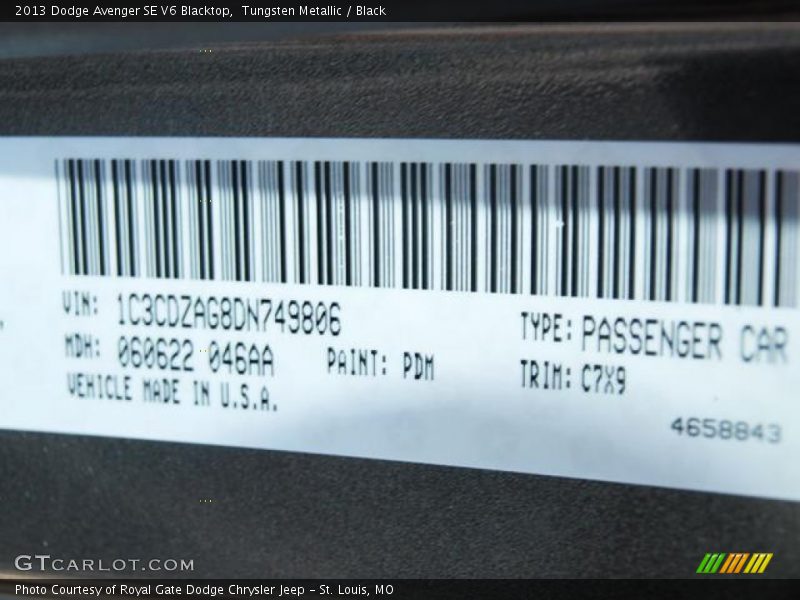 2013 Dodge Avenger SE V6 Blacktop,  Tungsten Metallic / Black
VIN: 1C3CDZAG8DN749806
TYPE: PASSENGER CAR
MDH: 060622 046AA
PAINT: PDM
TRIM: C7X9
VEHICLE MADE IN U.S.A.
4658843
GTCARLOT.COM
Photo Courtesy of Royal Gate Dodge Chrysler Jeep – St. Louis, MO